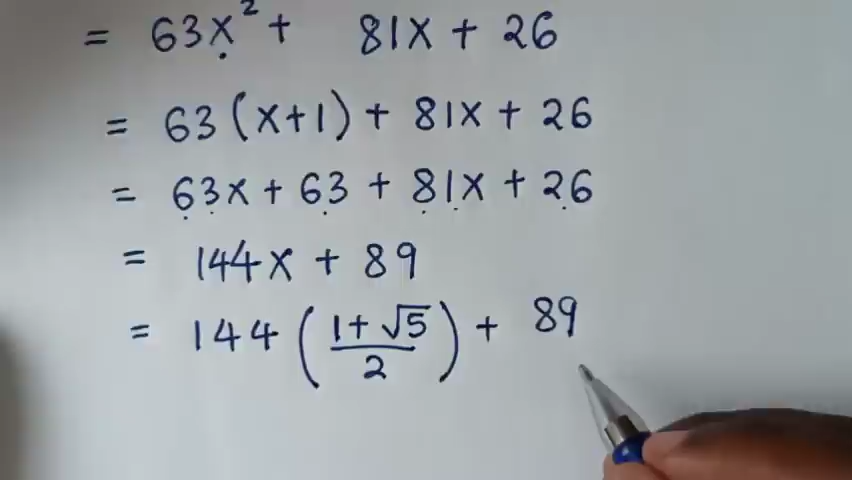 = 63x² + 81x + 26
= 63(x+1) + 81x + 26
= 63x + 63 + 81x + 26
= 144x + 89
= 144((1+√5)/2) + 89